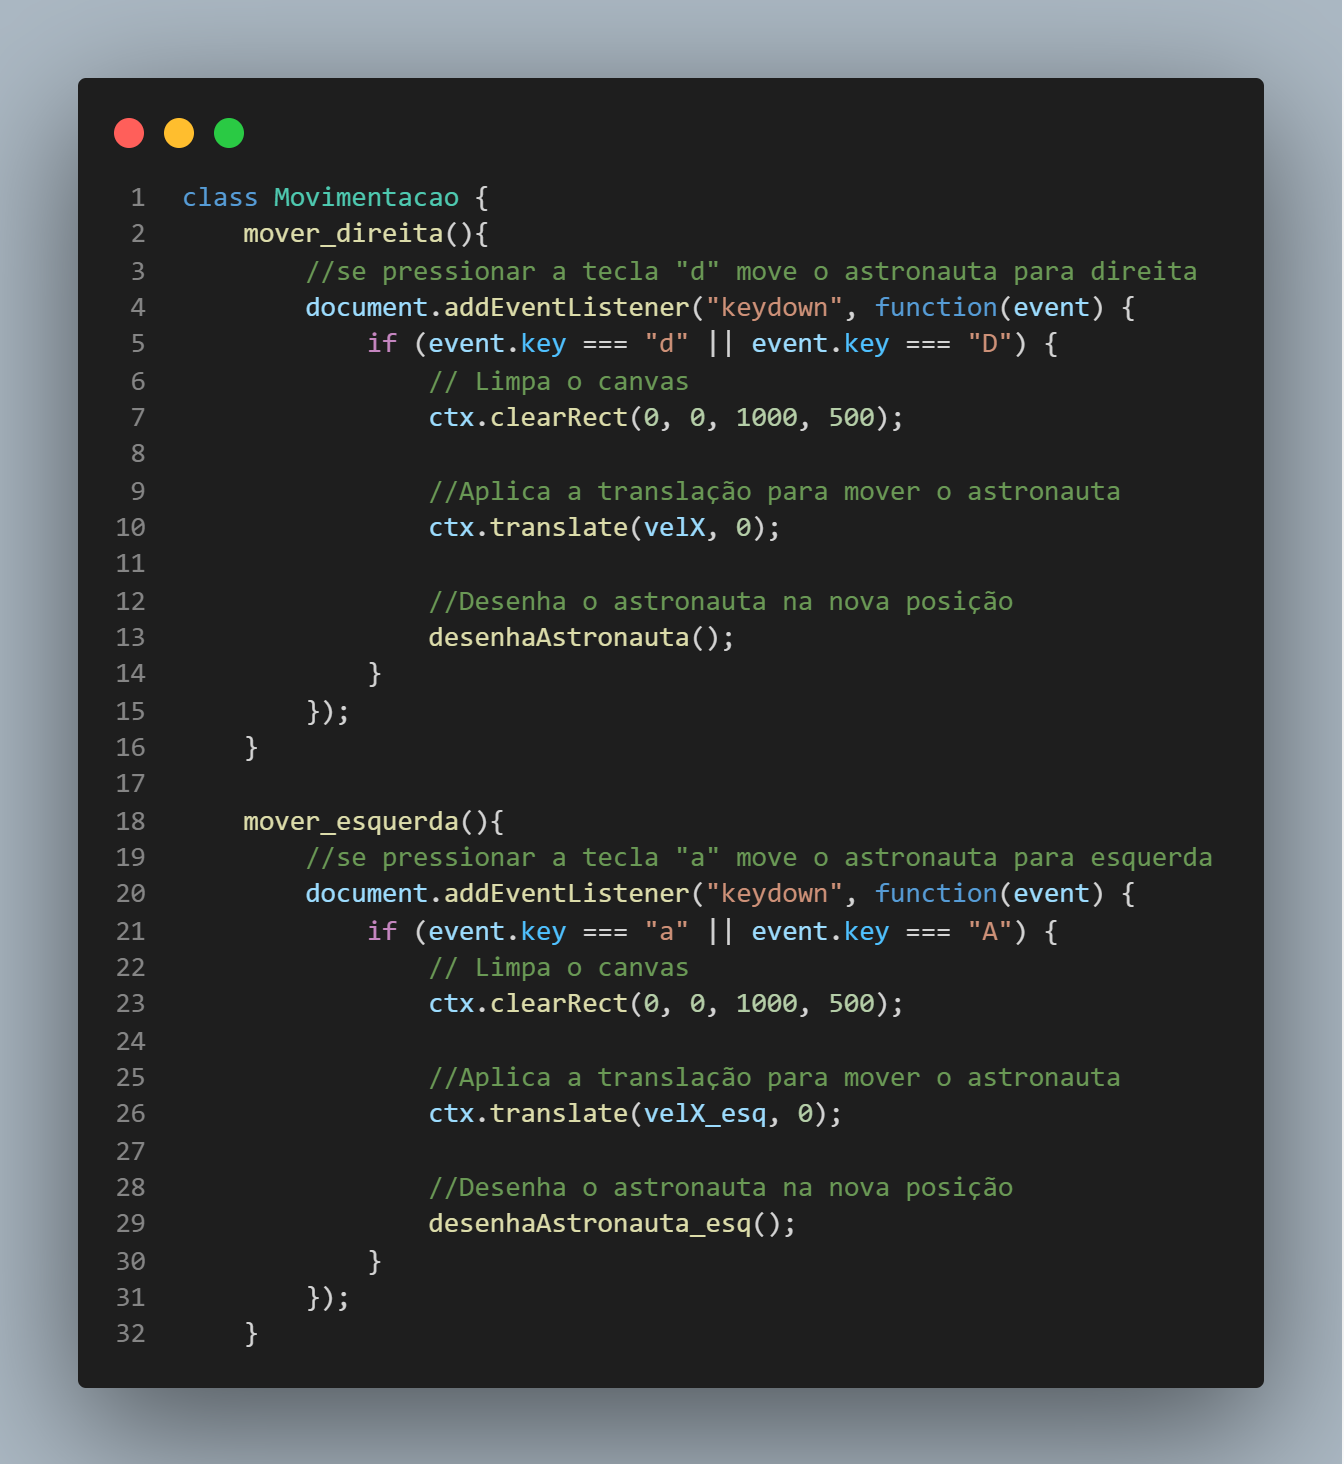 1 class Movimentacao {
2 mover_direita(){
3 //se pressionar a tecla "d" move o astronauta para direita
4 document.addEventListener("keydown", function(event) {
5 if (event.key === "d" || event.key === "D") {
6 // Limpa o canvas
7 ctx.clearRect(0, 0, 1000, 500);
8
9 //Aplica a translação para mover o astronauta
10 ctx.translate(velX, 0);
11
12 //Desenha o astronauta na nova posição
13 desenhaAstronauta();
14 }
15 });
16 }
17
18 mover_esquerda(){
19 //se pressionar a tecla "a" move o astronauta para esquerda
20 document.addEventListener("keydown", function(event) {
21 if (event.key === "a" || event.key === "A") {
22 // Limpa o canvas
23 ctx.clearRect(0, 0, 1000, 500);
24
25 //Aplica a translação para mover o astronauta
26 ctx.translate(velX_esq, 0);
27
28 //Desenha o astronauta na nova posição
29 desenhaAstronauta_esq();
30 }
31 });
32 }